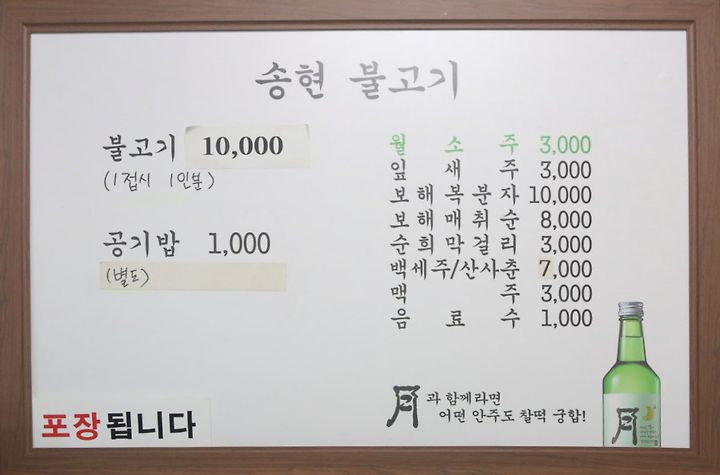 송현 불고기
불고기 10,000
(1접시 1인분)
공기밥 1,000
(별도)
월 소 주 3,000
잎 새 주 3,000
보해복분자 10,000
보해매취순 8,000
순희막걸리 3,000
백세주/산사춘 7,000
맥 주 3,000
음 료 수 1,000
포장됩니다
月과 함께라면
어떤 안주도 찰떡 궁합!
月